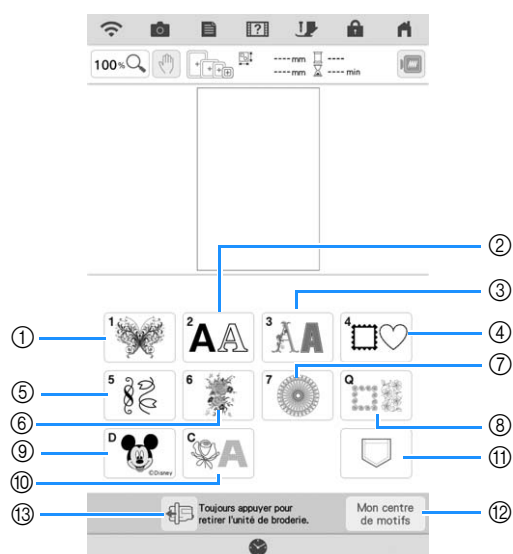 100%
----mm
----mm ----min
②
③
1 2 AA 3 AA 4
① ④
⑦
5 6 7 Q
⑤
⑥ ⑧
D ©Disney C A
⑨
⑩ ⑪
⑬ Toujours appuyer pour
retirer l'unité de broderie.
Mon centre
de motifs
⑫